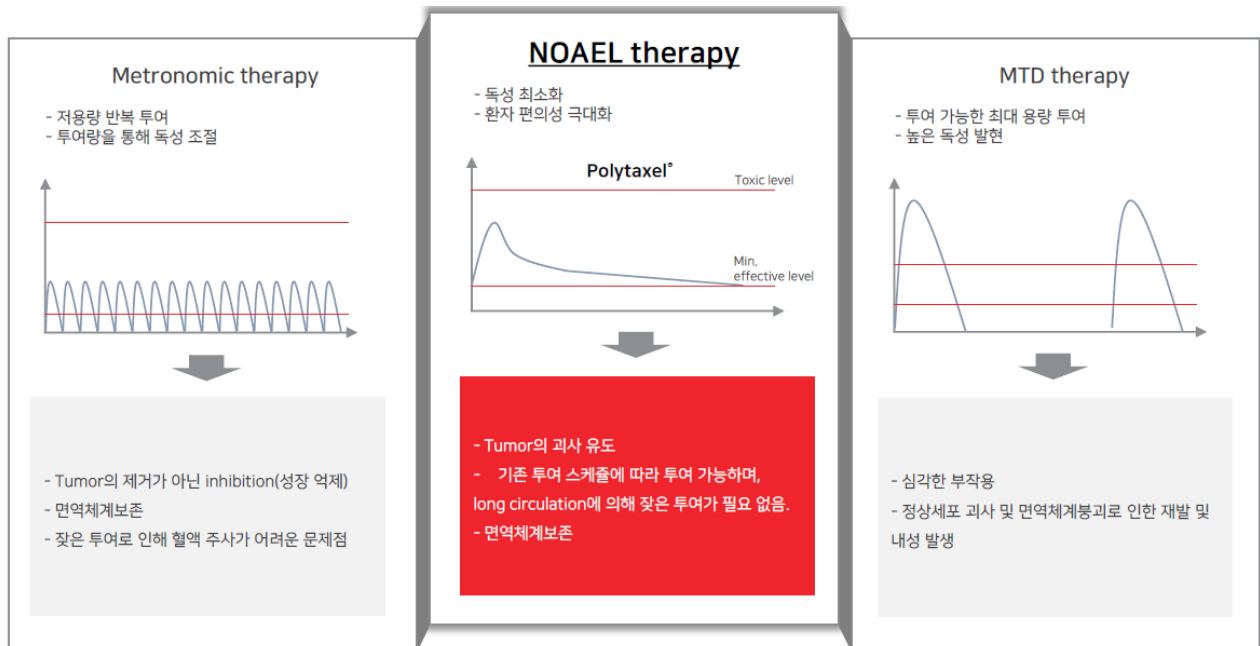 Metronomic therapy
- 저용량 반복 투여
- 투여량을 통해 독성 조절
- Tumor의 제거가 아닌 inhibition(성장 억제)
- 면역체계보존
- 잦은 투여로 인해 혈액 주사가 어려운 문제점
NOAEL therapy
- 독성 최소화
- 환자 편의성 극대화
Polytaxel®
Toxic level
Min.
effective level
- Tumor의 괴사 유도
- 기존 투여 스케쥴에 따라 투여 가능하며,
long circulation에 의해 잦은 투여가 필요 없음.
- 면역체계보존
MTD therapy
- 투여 가능한 최대 용량 투여
- 높은 독성 발현
- 심각한 부작용
- 정상세포 괴사 및 면역체계붕괴로 인한 재발 및
내성 발생